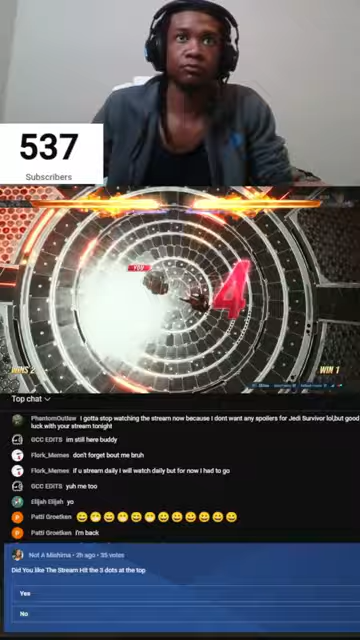 537
Subscribers
YOU
4
WINS 2
WIN 1
Top chat
PhantomOutlaw I gotta stop watching the stream now because I dont want any spoilers for Jedi Survivor lol,but good
luck with your stream tonight
GCC EDITS im still here buddy
Flork_Memes don't forget bout me bruh
Flork_Memes if u stream daily I will watch daily but for now I had to go
GCC EDITS yuh me too
Elijah Elijah yo
Patti Groetken 😄😁😄😄😁😁😄😄😄😄😄😄
Patti Groetken I'm back
Not A Mishima • 2h ago • 35 votes
Did You like The Stream Hit the 3 dots at the top
Yes
No